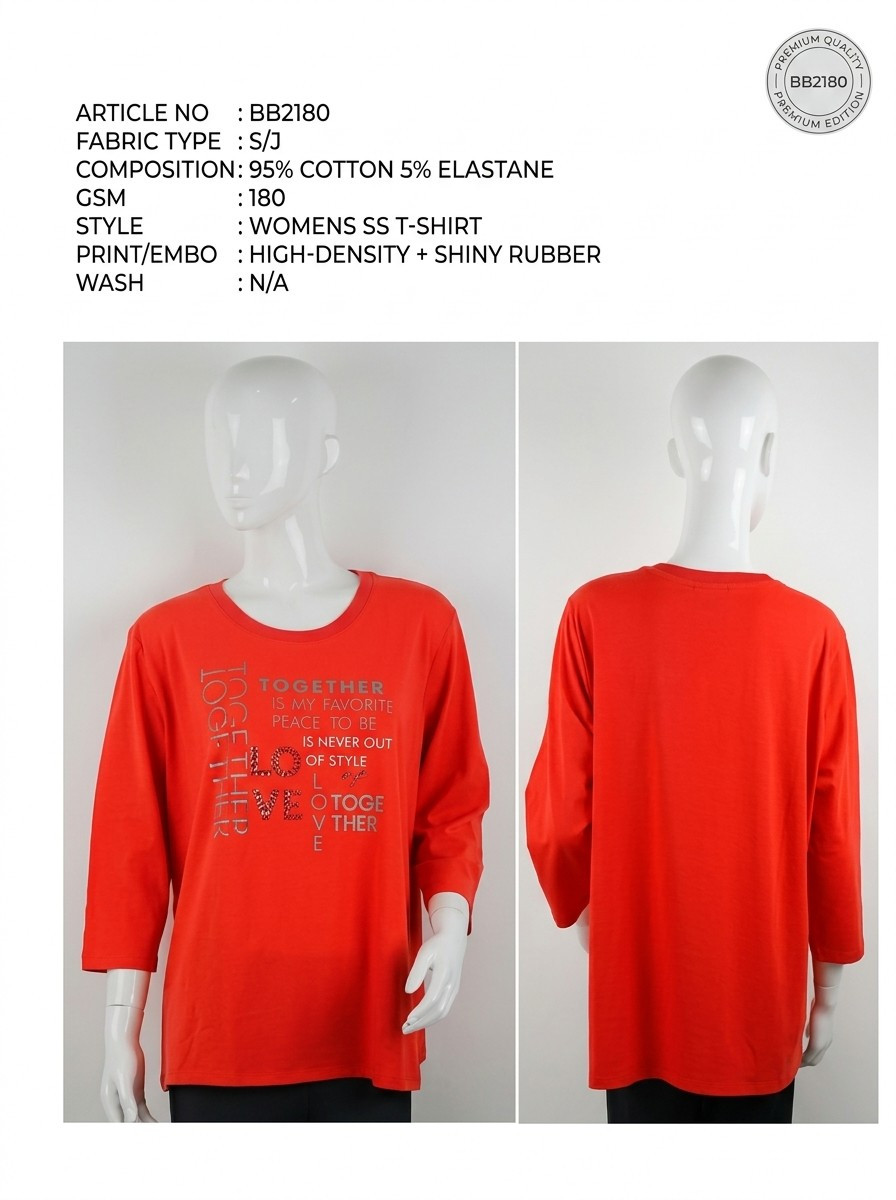 PREMIUM QUALITY
BB2180
PREMIUM EDITION
ARTICLE NO : BB2180
FABRIC TYPE : S/J
COMPOSITION: 95% COTTON 5% ELASTANE
GSM : 180
STYLE : WOMENS SS T-SHIRT
PRINT/EMBO : HIGH-DENSITY + SHINY RUBBER
WASH : N/A
TOGETHER
TOGETHER
TOGETHER
IS MY FAVORITE
PEACE TO BE
IS NEVER OUT
OF STYLE
LO
VE
LOVE
TOGE
THER